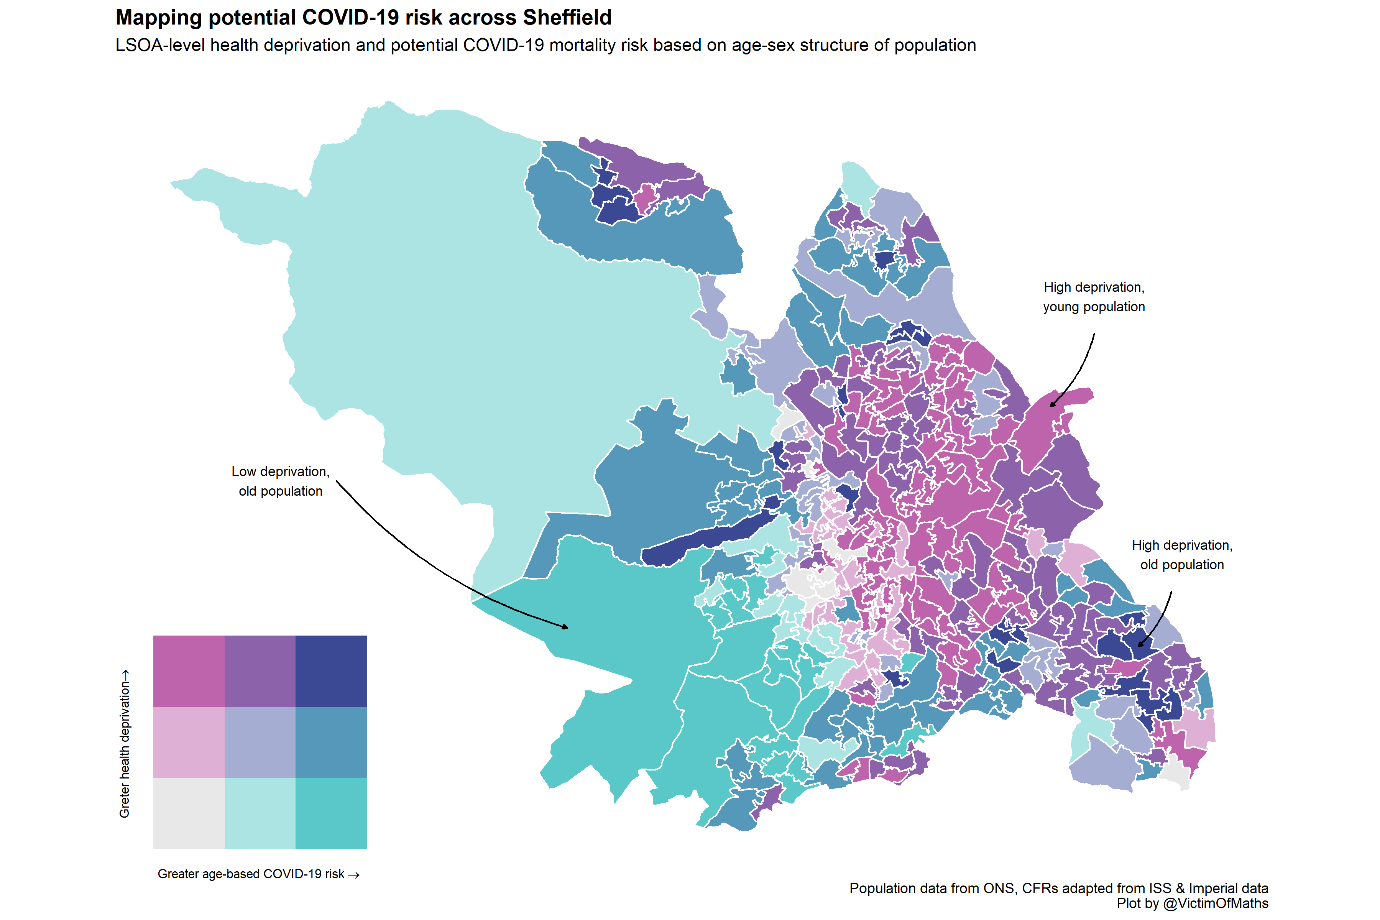 Mapping potential COVID-19 risk across Sheffield
LSOA-level health deprivation and potential COVID-19 mortality risk based on age-sex structure of population
High deprivation,
young population
Low deprivation,
old population
High deprivation,
old population
Greter health deprivation→
Greater age-based COVID-19 risk →
Population data from ONS, CFRs adapted from ISS & Imperial data
Plot by @VictimOfMaths